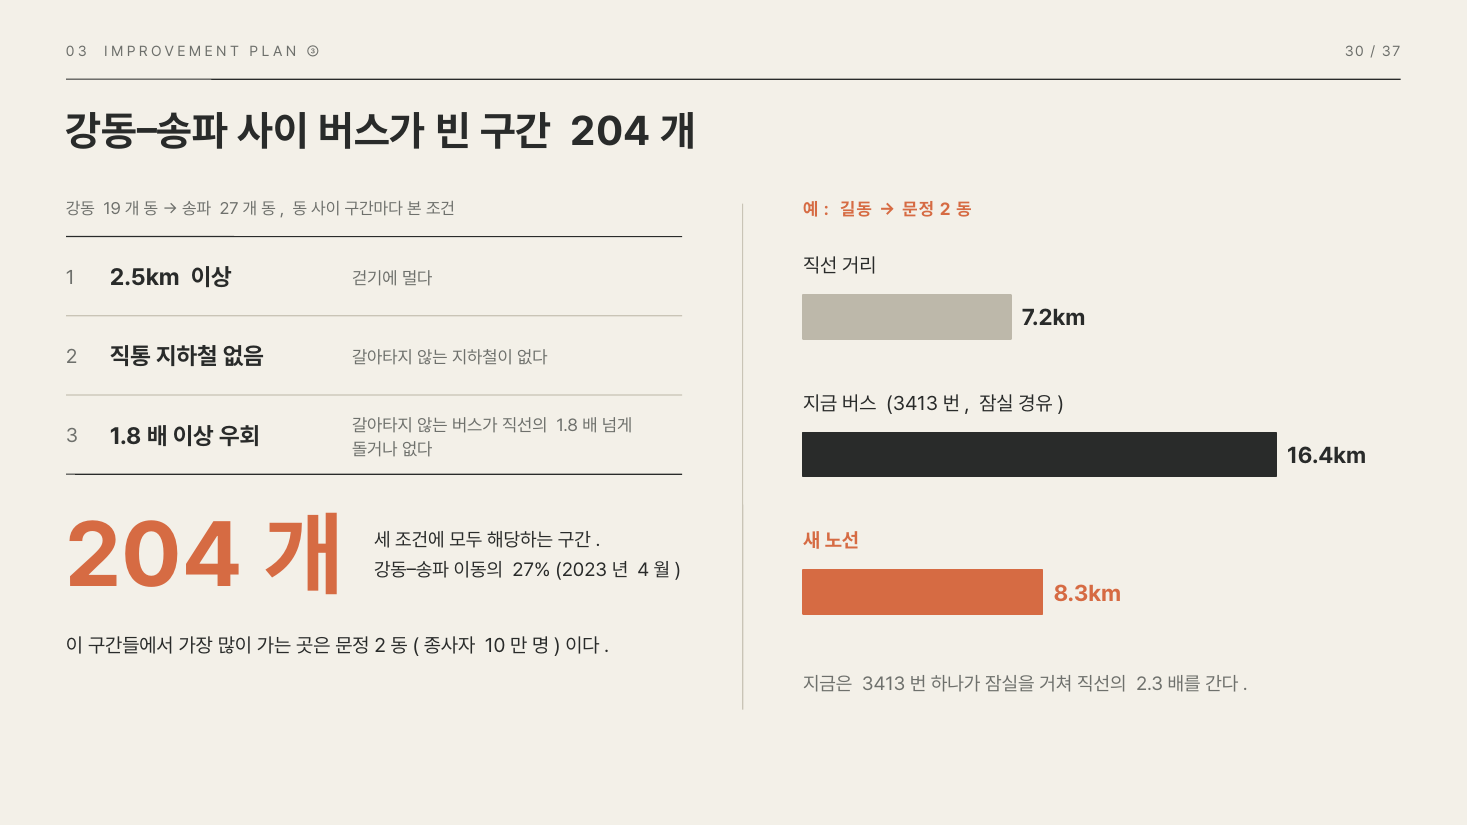 03 IMPROVEMENT PLAN ③
30 / 37
강동–송파 사이 버스가 빈 구간 204 개
강동 19 개 동 → 송파 27 개 동 , 동 사이 구간마다 본 조건
1 2.5km 이상 걷기에 멀다
2 직통 지하철 없음 갈아타지 않는 지하철이 없다
3 1.8 배 이상 우회 갈아타지 않는 버스가 직선의 1.8 배 넘게
돌거나 없다
204 개
세 조건에 모두 해당하는 구간 .
강동–송파 이동의 27% (2023 년 4 월 )
이 구간들에서 가장 많이 가는 곳은 문정 2 동 ( 종사자 10 만 명 ) 이다 .
예 : 길동 → 문정 2 동
직선 거리
7.2km
지금 버스 (3413 번 , 잠실 경유 )
16.4km
새 노선
8.3km
지금은 3413 번 하나가 잠실을 거쳐 직선의 2.3 배를 간다 .